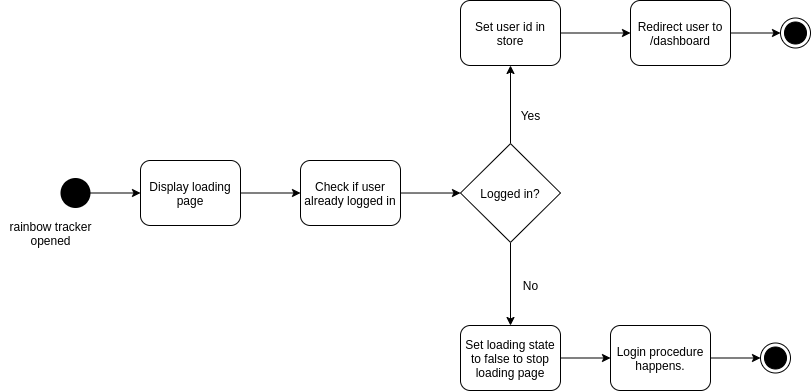 Set user id in
store
Redirect user to
/dashboard
Yes
Display loading
page
Check if user
already logged in
Logged in?
rainbow tracker
opened
No
Set loading state
to false to stop
loading page
Login procedure
happens.